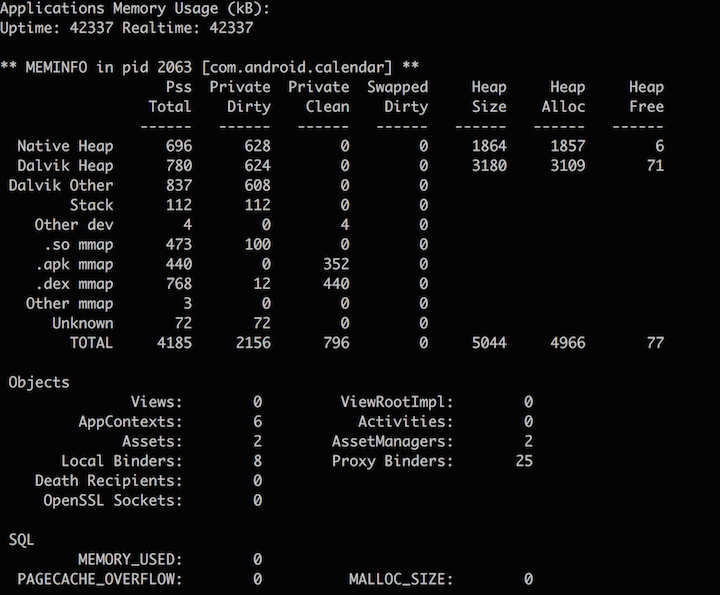 Applications Memory Usage (kB):
Uptime: 42337 Realtime: 42337
** MEMINFO in pid 2063 [com.android.calendar] **
Pss Private Private Swapped Heap Heap Heap
Total Dirty Clean Dirty Size Alloc Free
------ ------ ------ ------ ------ ------ ------
Native Heap 696 628 0 0 1864 1857 6
Dalvik Heap 780 624 0 0 3180 3109 71
Dalvik Other 837 608 0 0
Stack 112 112 0 0
Other dev 4 0 4 0
.so mmap 473 100 0 0
.apk mmap 440 0 352 0
.dex mmap 768 12 440 0
Other mmap 3 0 0 0
Unknown 72 72 0 0
TOTAL 4185 2156 796 0 5044 4966 77
Objects
Views: 0 ViewRootImpl: 0
AppContexts: 6 Activities: 0
Assets: 2 AssetManagers: 2
Local Binders: 8 Proxy Binders: 25
Death Recipients: 0
OpenSSL Sockets: 0
SQL
MEMORY_USED: 0
PAGECACHE_OVERFLOW: 0 MALLOC_SIZE: 0